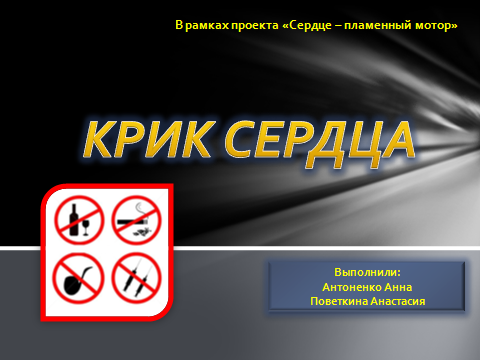 В рамках проекта «Сердце – пламенный мотор»
КРИК СЕРДЦА
Выполнили:
Антоненко Анна
Поветкина Анастасия